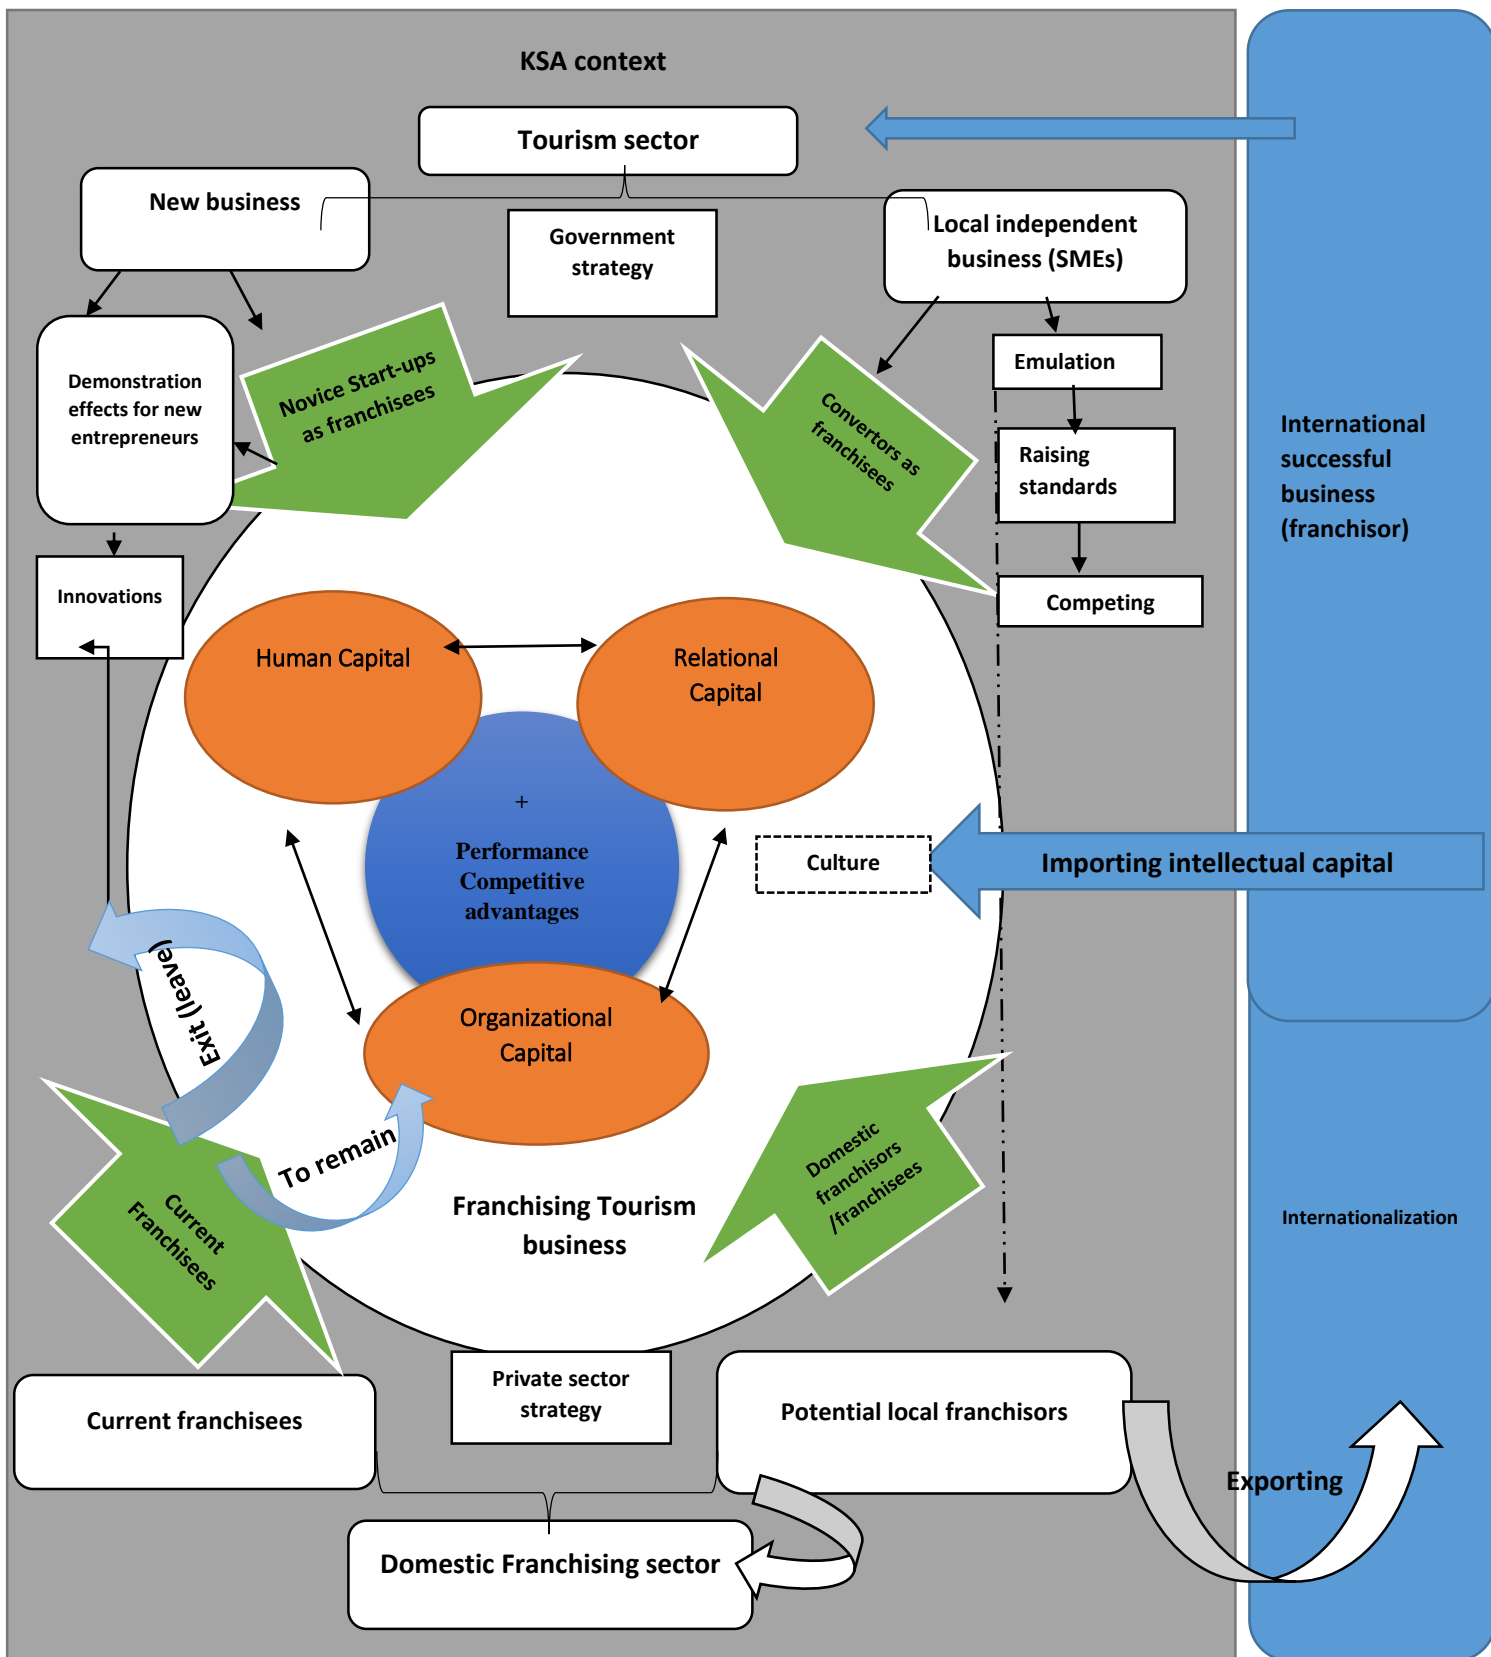 KSA context
Tourism sector
New business
Government
strategy
Local independent
business (SMEs)
Demonstration
effects for new
entrepreneurs
Novice Start-ups
as franchisees
Convertors as
franchisees
Emulation
Raising
standards
Competing
International
successful
business
(franchisor)
Innovations
Human Capital
Relational
Capital
+
Performance
Competitive
advantages
Culture
Importing intellectual capital
Exit (leave)
Organizational
Capital
To remain
Current
Franchisees
Domestic
franchisors
/franchisees
Franchising Tourism
business
Internationalization
Private sector
strategy
Current franchisees
Potential local franchisors
Exporting
Domestic Franchising sector